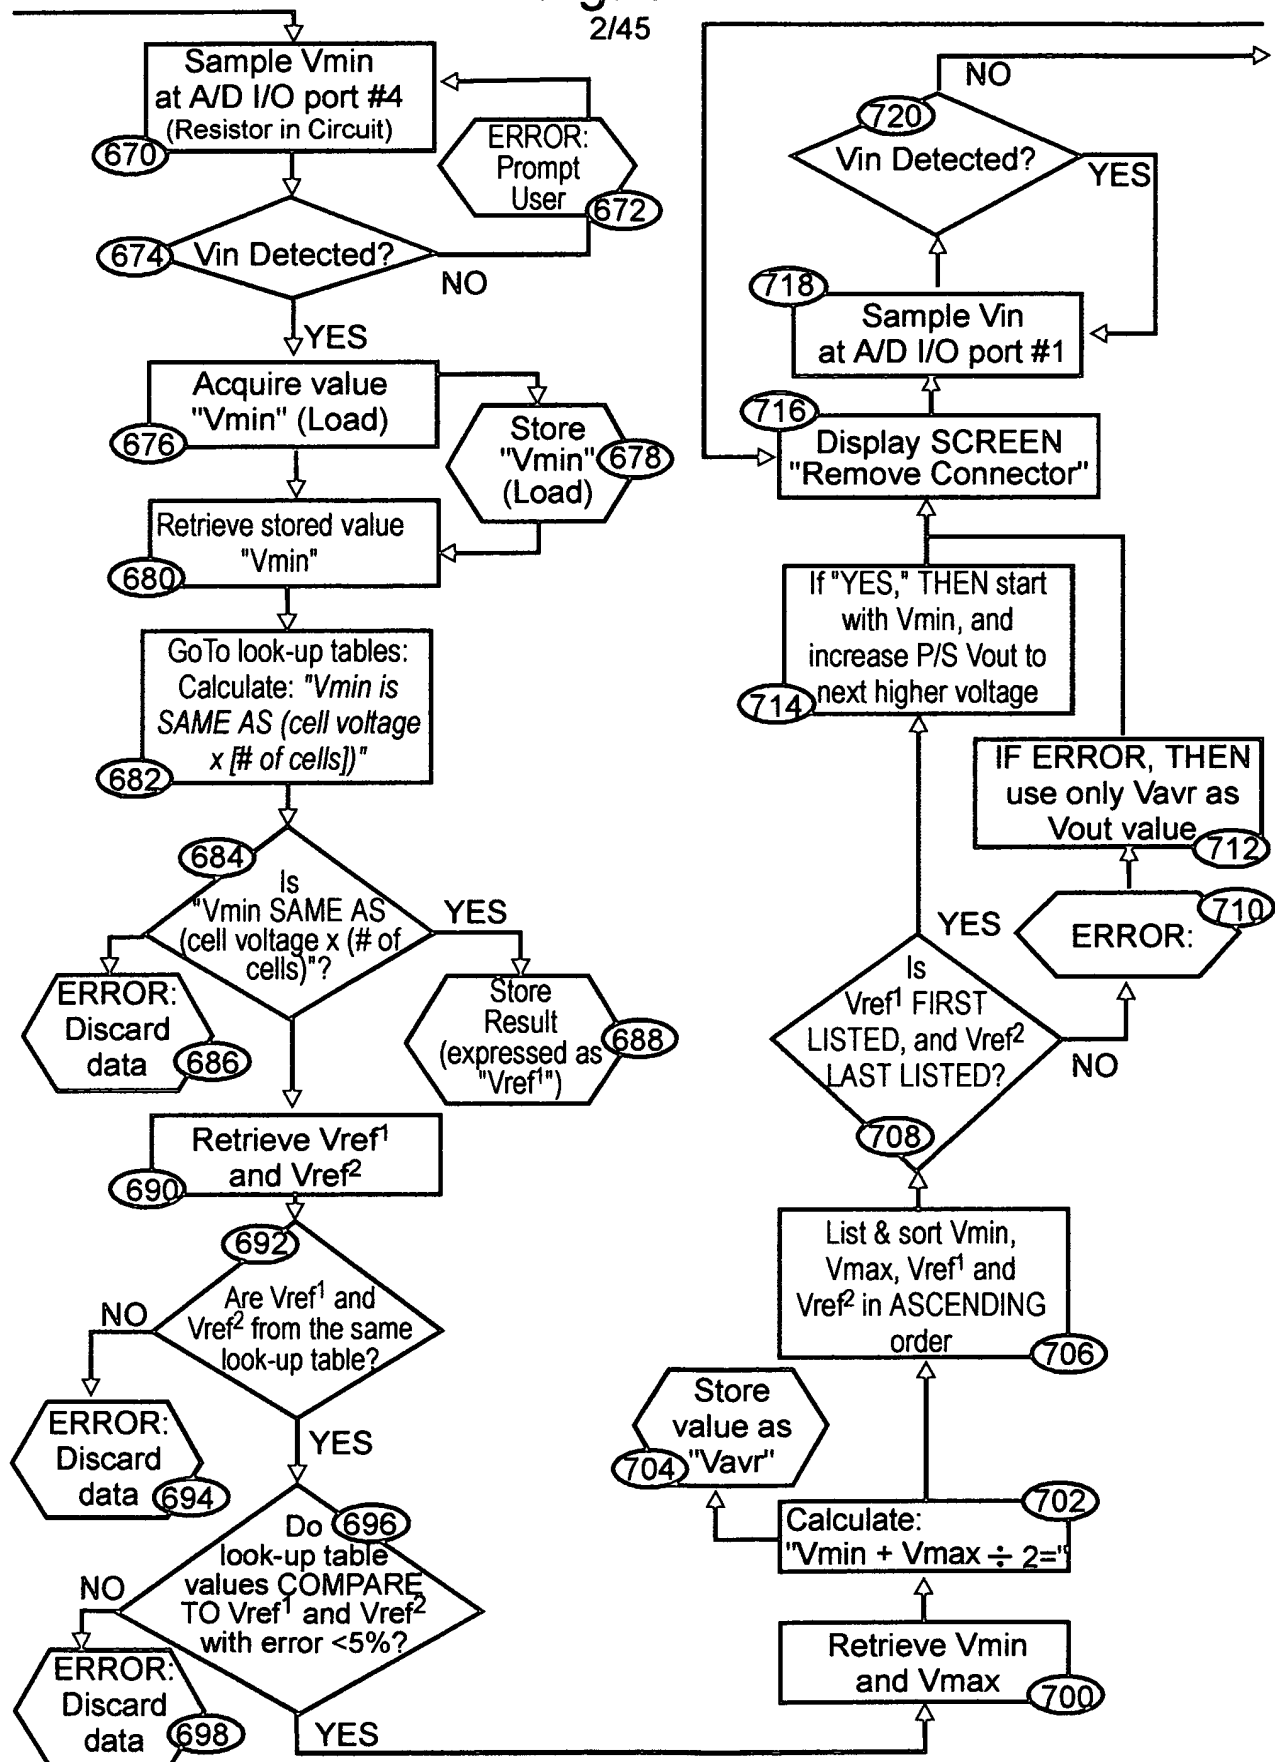 2/45
Sample Vmin
at A/D I/O port #4
(Resistor in Circuit)
670
ERROR:
Prompt
User
672
674
Vin Detected?
NO
YES
Acquire value
"Vmin" (Load)
676
Store
"Vmin"
(Load)
678
Retrieve stored value
"Vmin"
680
GoTo look-up tables:
Calculate: "Vmin is
SAME AS (cell voltage
x [# of cells])"
682
684
Is
"Vmin SAME AS
(cell voltage x (# of
cells)"?
YES
ERROR:
Discard
data
686
Store
Result
(expressed as
"Vref¹")
688
Retrieve Vref¹
and Vref²
690
692
Are Vref¹ and
Vref² from the same
look-up table?
NO
ERROR:
Discard
data
694
YES
Do
696
look-up table
values COMPARE
TO Vref¹ and Vref²
with error <5%?
NO
ERROR:
Discard
data
698
YES
NO
720
Vin Detected?
YES
718
Sample Vin
at A/D I/O port #1
716
Display SCREEN
"Remove Connector"
If "YES," THEN start
with Vmin, and
increase P/S Vout to
next higher voltage
714
IF ERROR, THEN
use only Vavr as
Vout value
712
710
ERROR:
YES
Is
Vref¹ FIRST
LISTED, and Vref²
LAST LISTED?
NO
708
List & sort Vmin,
Vmax, Vref¹ and
Vref² in ASCENDING
order
706
Store
value as
"Vavr"
704
702
Calculate:
"Vmin + Vmax ÷ 2="
Retrieve Vmin
and Vmax
700